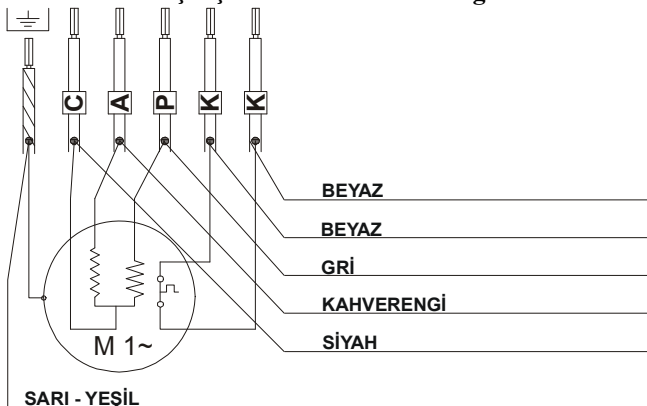 C A P K K
BEYAZ
BEYAZ
GRİ
KAHVERENGİ
SİYAH
M 1~
SARI - YEŞİL